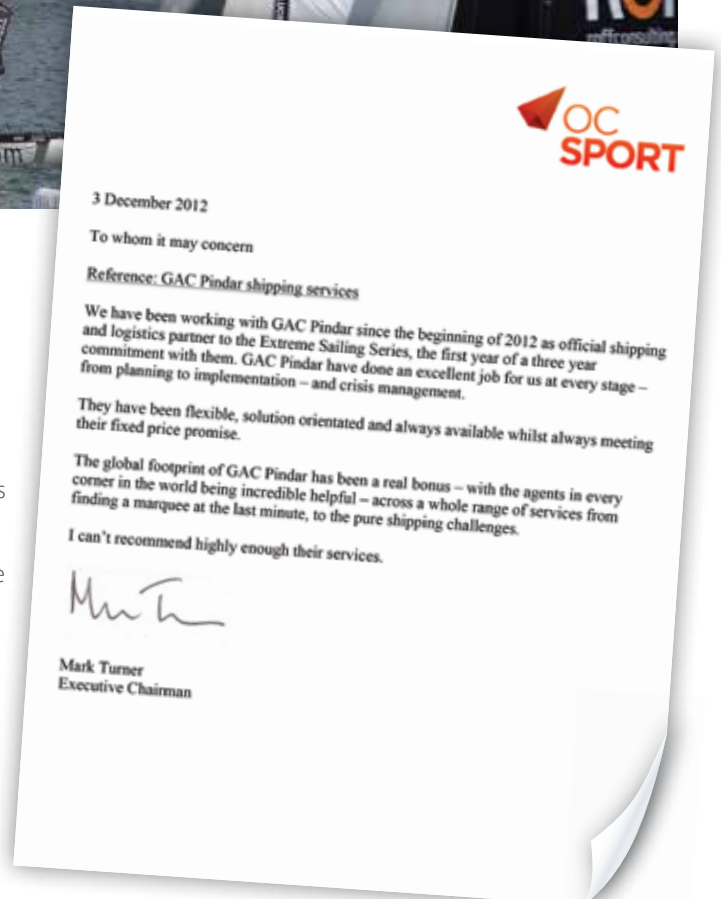 roffconsulting
OC
SPORT
3 December 2012
To whom it may concern
Reference: GAC Pindar shipping services
We have been working with GAC Pindar since the beginning of 2012 as official shipping
and logistics partner to the Extreme Sailing Series, the first year of a three year
commitment with them. GAC Pindar have done an excellent job for us at every stage –
from planning to implementation – and crisis management.
They have been flexible, solution orientated and always available whilst always meeting
their fixed price promise.
The global footprint of GAC Pindar has been a real bonus – with the agents in every
corner in the world being incredible helpful – across a whole range of services from
finding a marquee at the last minute, to the pure shipping challenges.
I can't recommend highly enough their services.
Mark Turner
Executive Chairman